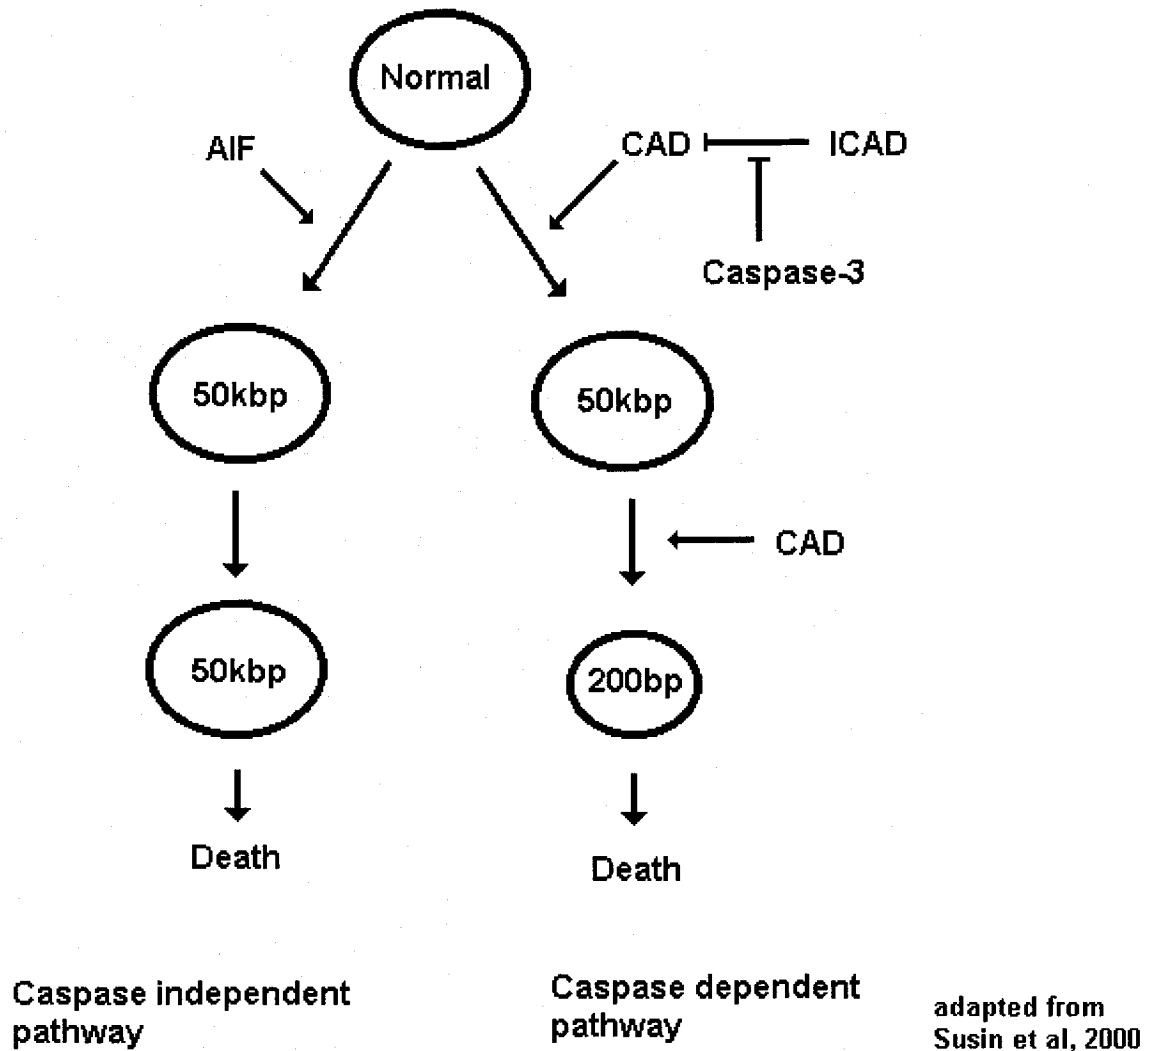 Normal
AIF
CAD
ICAD
Caspase-3
50kbp
50kbp
CAD
50kbp
200bp
Death
Death
Caspase independent
pathway
Caspase dependent
pathway
adapted from
Susin et al, 2000